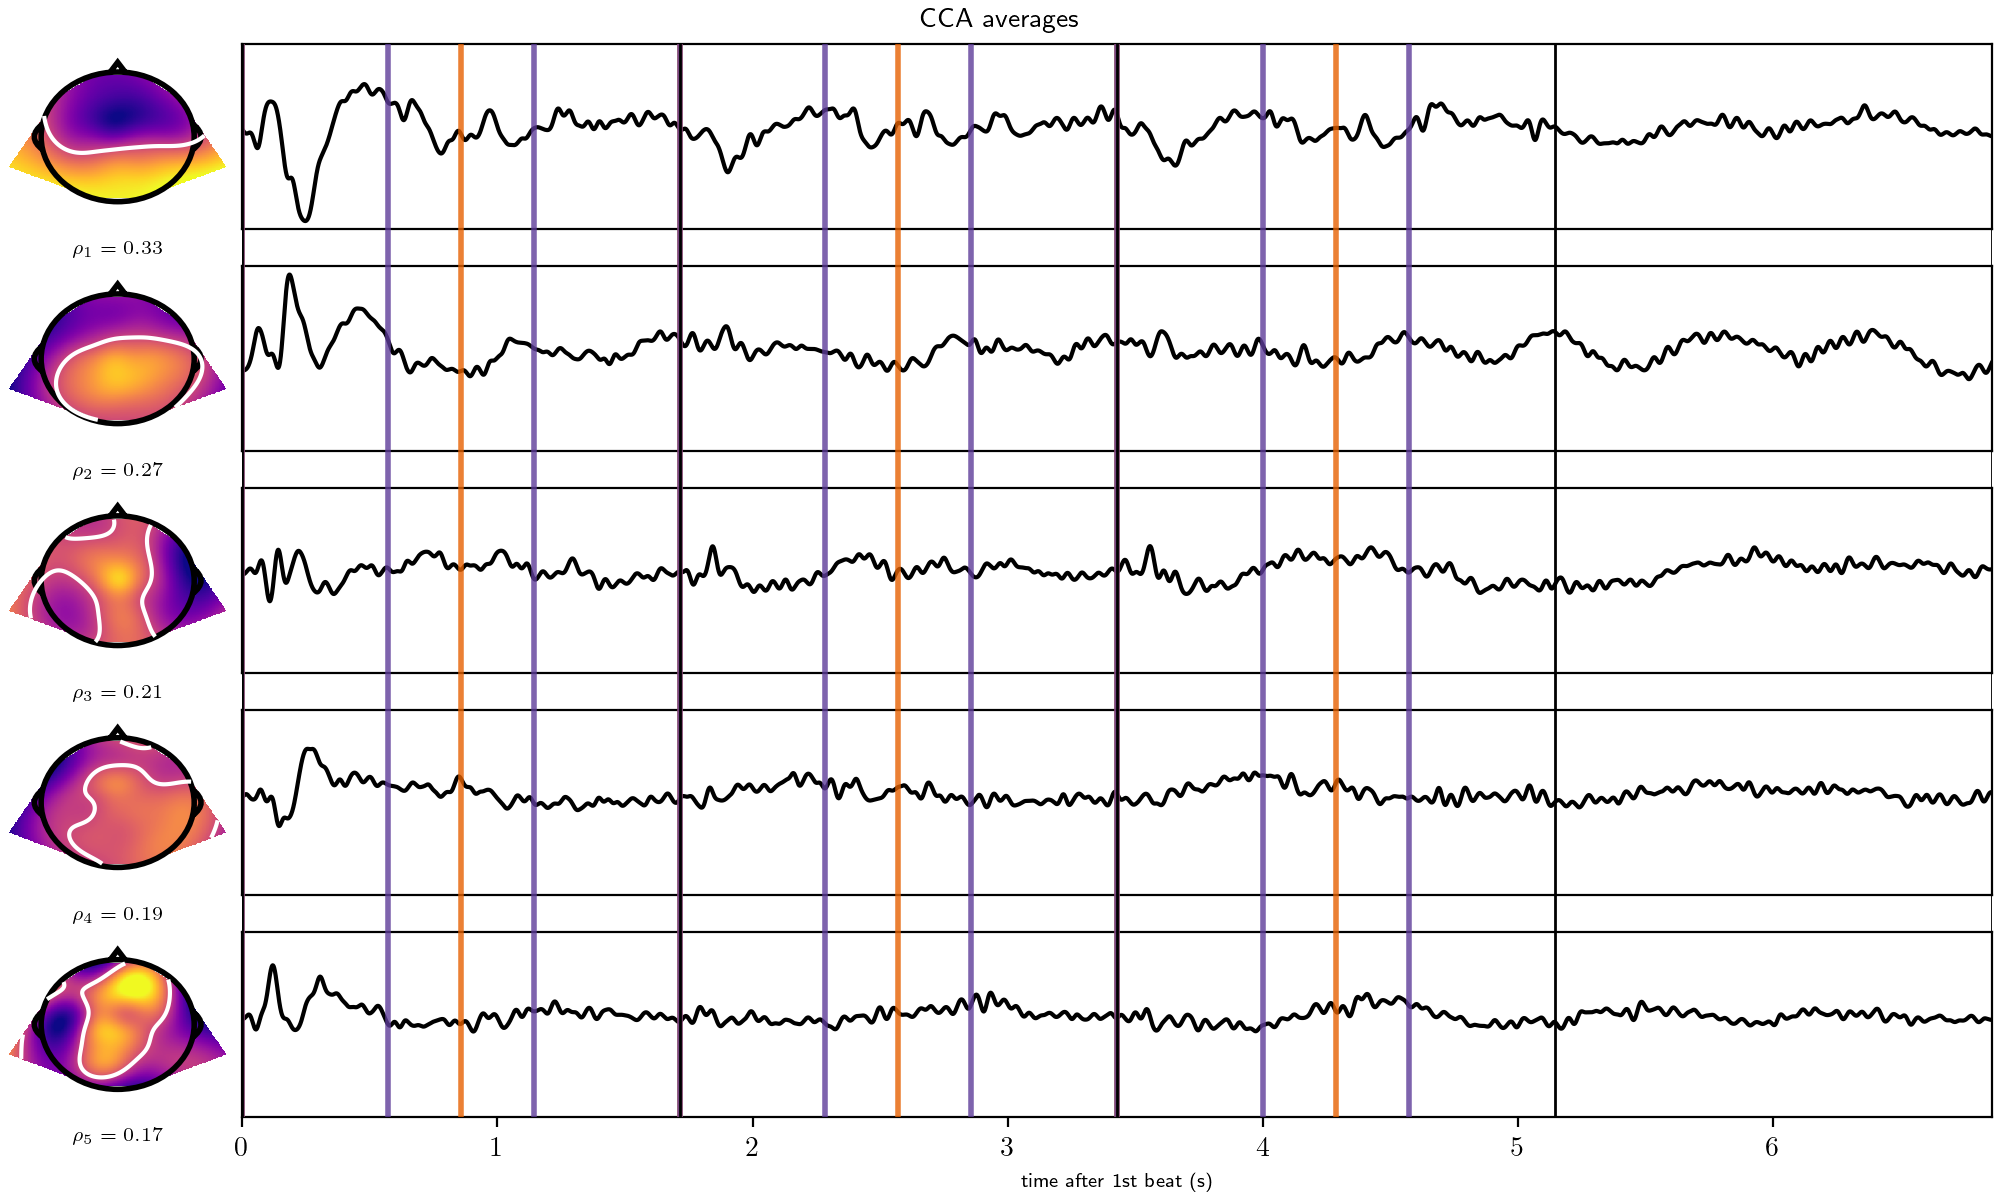 CCA averages
ρ₁ = 0.33
ρ₂ = 0.27
ρ₃ = 0.21
ρ₄ = 0.19
ρ₅ = 0.17
0 1 2 3 4 5 6
time after 1st beat (s)